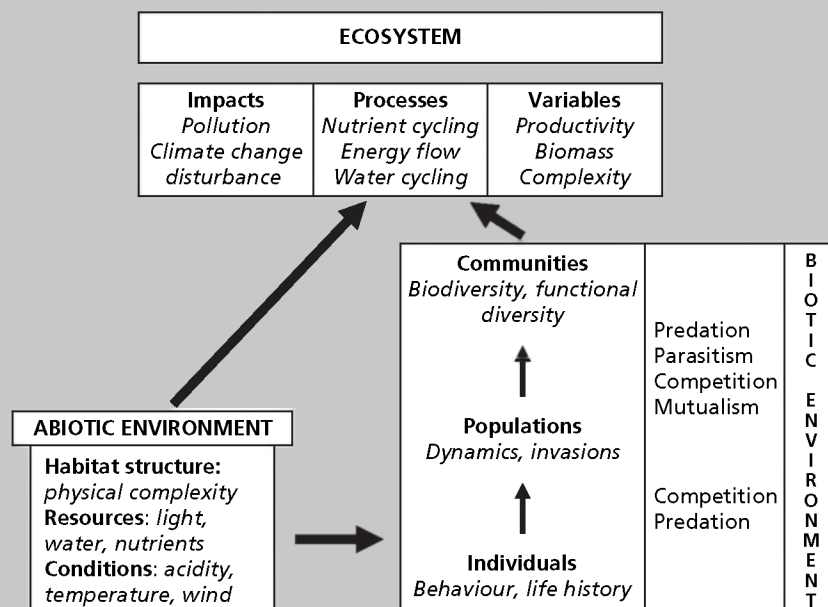 ECOSYSTEM
Impacts
Pollution
Climate change
disturbance
Processes
Nutrient cycling
Energy flow
Water cycling
Variables
Productivity
Biomass
Complexity
Communities
Biodiversity, functional
diversity
Populations
Dynamics, invasions
Individuals
Behaviour, life history
Predation
Parasitism
Competition
Mutualism
Competition
Predation
BIOTIC ENVIRONMENT
ABIOTIC ENVIRONMENT
Habitat structure:
physical complexity
Resources: light,
water, nutrients
Conditions: acidity,
temperature, wind